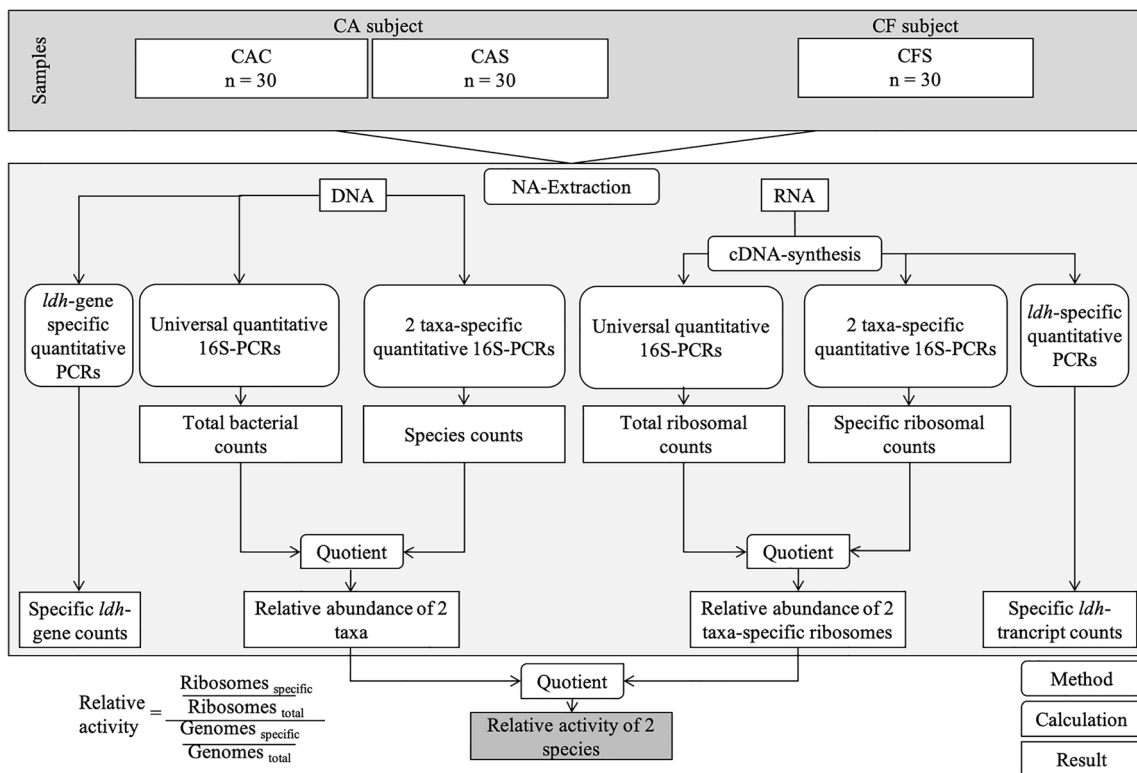 Samples
CA subject
CF subject
CAC
n = 30
CAS
n = 30
CFS
n = 30
NA-Extraction
DNA
RNA
cDNA-synthesis
ldh-gene
specific
quantitative
PCRs
Universal quantitative
16S-PCRs
2 taxa-specific
quantitative 16S-PCRs
Universal quantitative
16S-PCRs
2 taxa-specific
quantitative 16S-PCRs
ldh-specific
quantitative
PCRs
Total bacterial
counts
Species counts
Total ribosomal
counts
Specific ribosomal
counts
Quotient
Quotient
Specific ldh-
gene counts
Relative abundance of 2
taxa
Relative abundance of 2
taxa-specific ribosomes
Specific ldh-
trancript counts
Quotient
Relative activity of 2
species
Relative
activity
=
Ribosomes specific
Ribosomes total
Genomes specific
Genomes total
Method
Calculation
Result